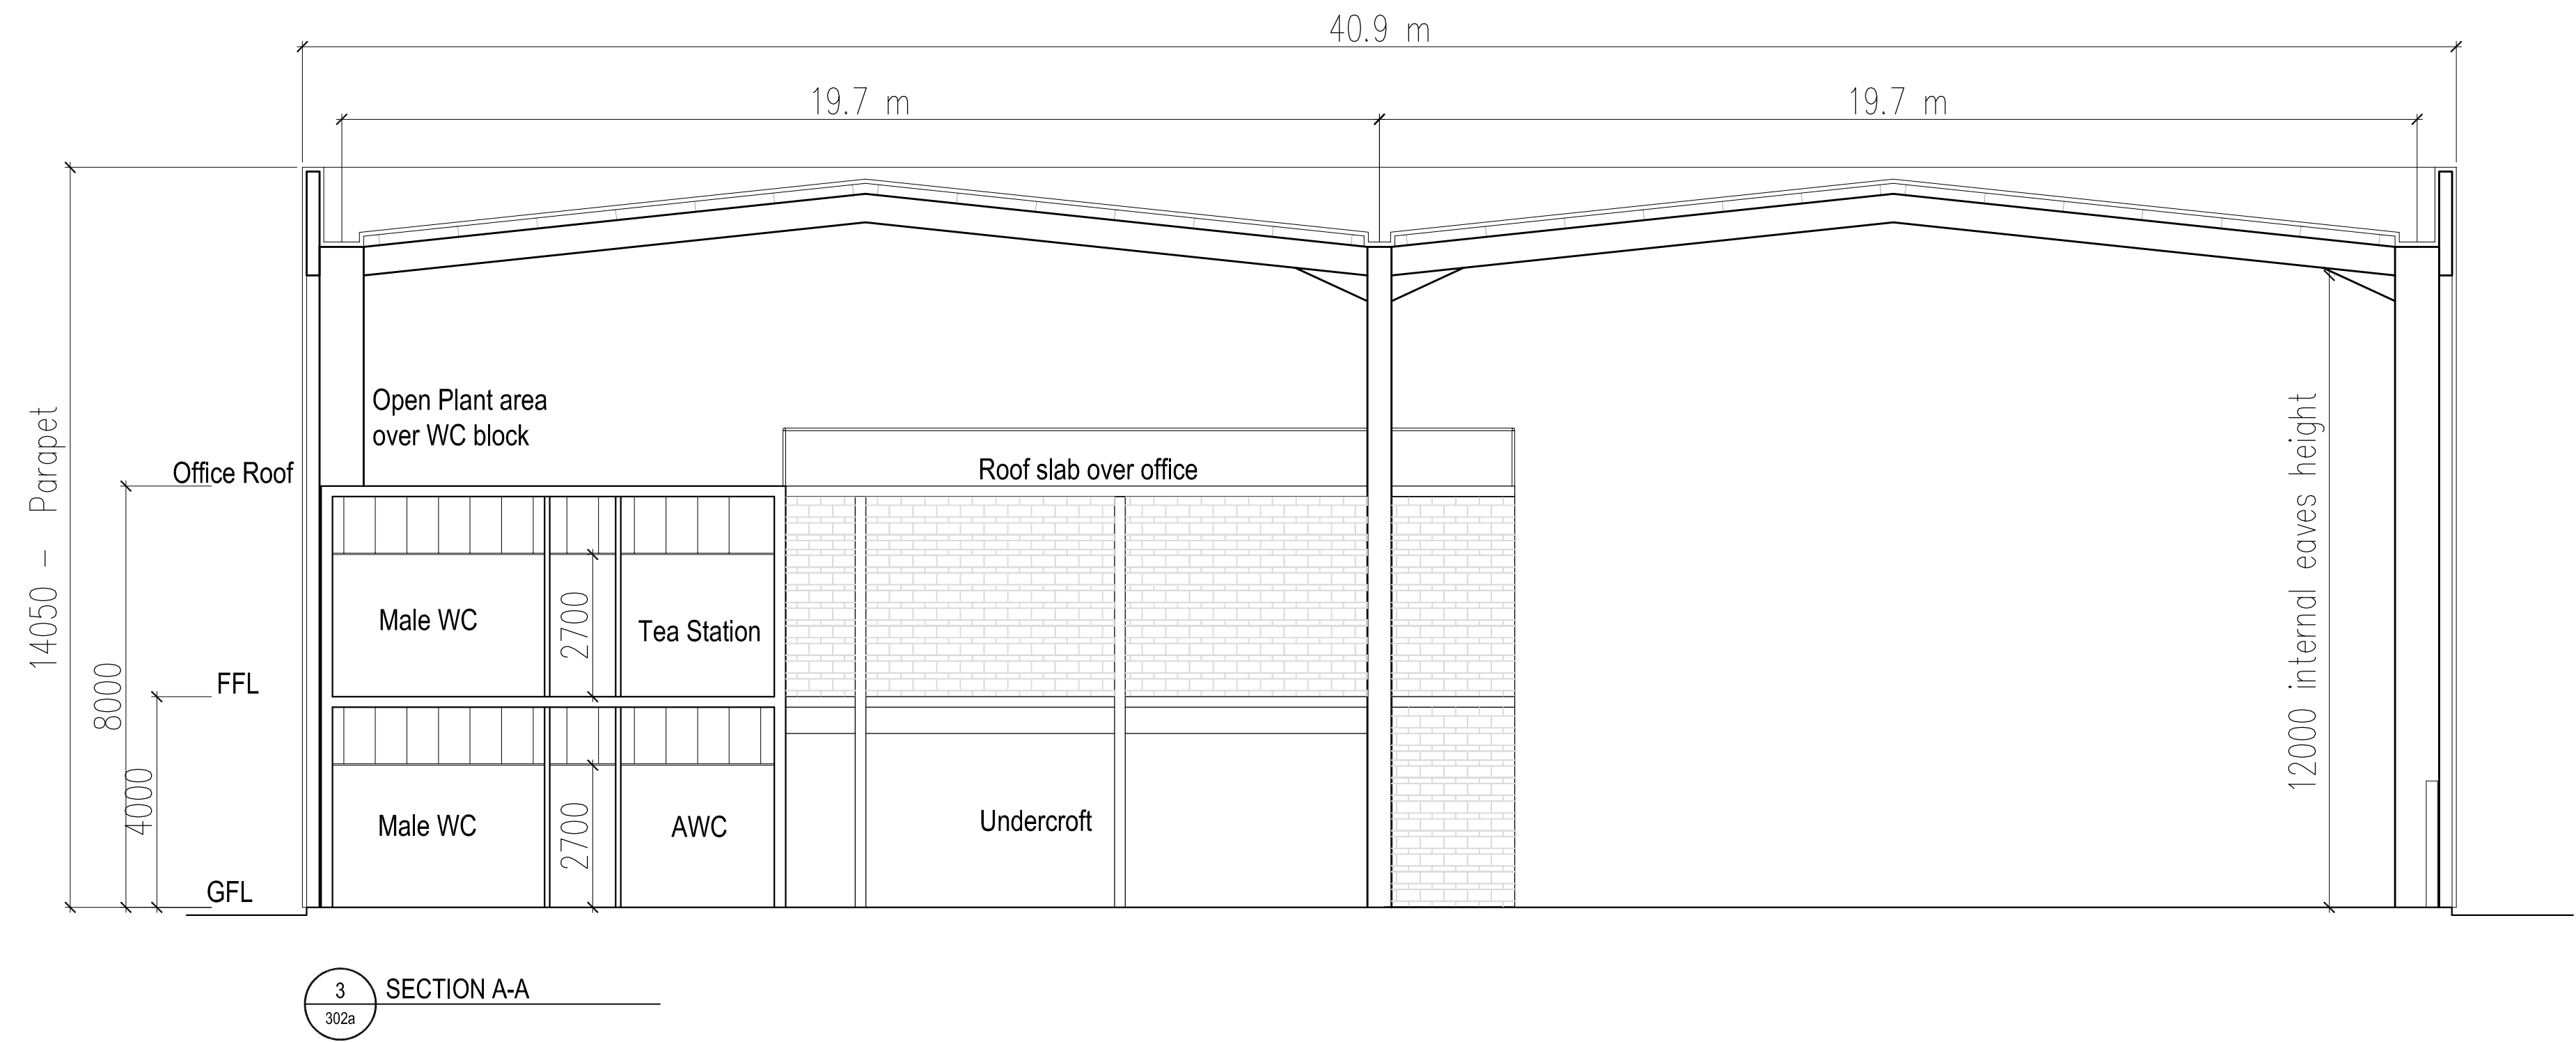 40.9 m
19.7 m
19.7 m
14050 - Parapet
8000
4000
Office Roof
FFL
GFL
Open Plant area
over WC block
Roof slab over office
Male WC
2700
Tea Station
Male WC
2700
AWC
Undercroft
12000 internal eaves height
3
302a
SECTION A-A